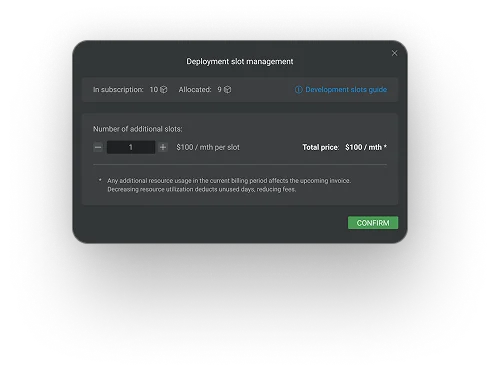 Deployment slot management
In subscription: 10 Allocated: 9 Development slots guide
Number of additional slots:
1 $100 / mth per slot Total price: $100 / mth *
* Any additional resource usage in the current billing period affects the upcoming invoice.
Decreasing resource utilization deducts unused days, reducing fees.
CONFIRM